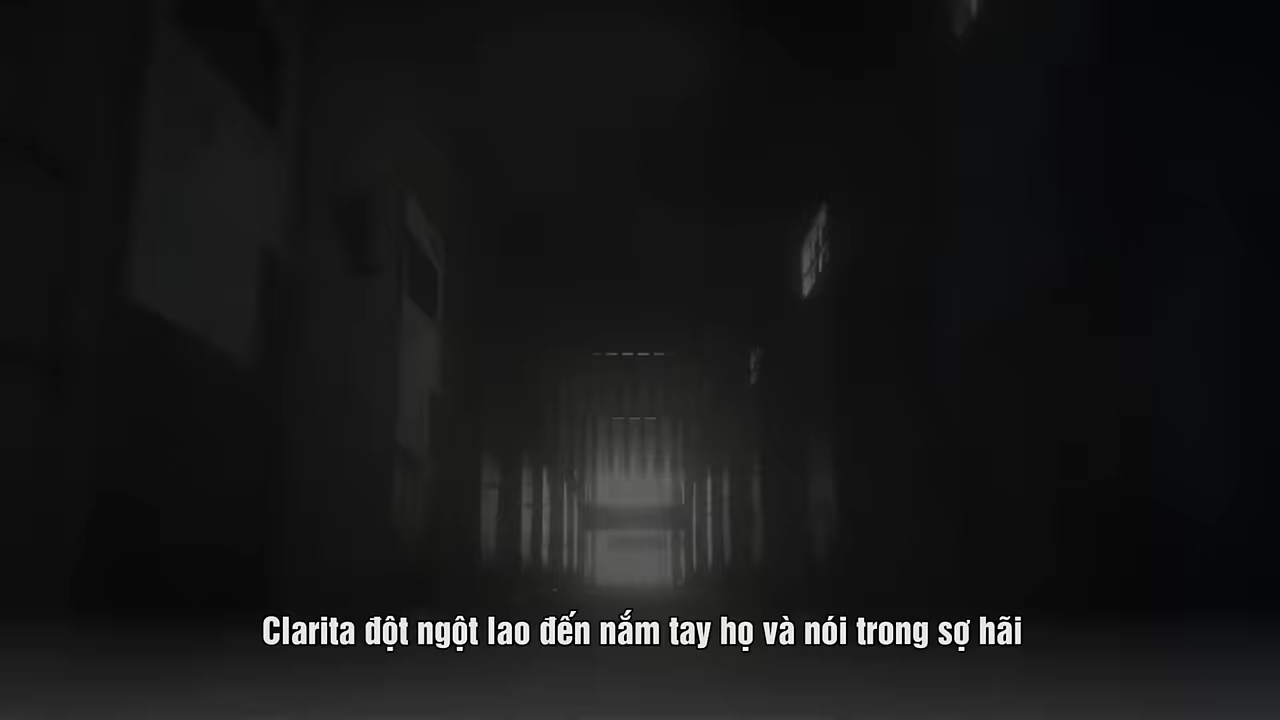 Clarita đột ngột lao đến nắm tay họ và nói trong sợ hãi